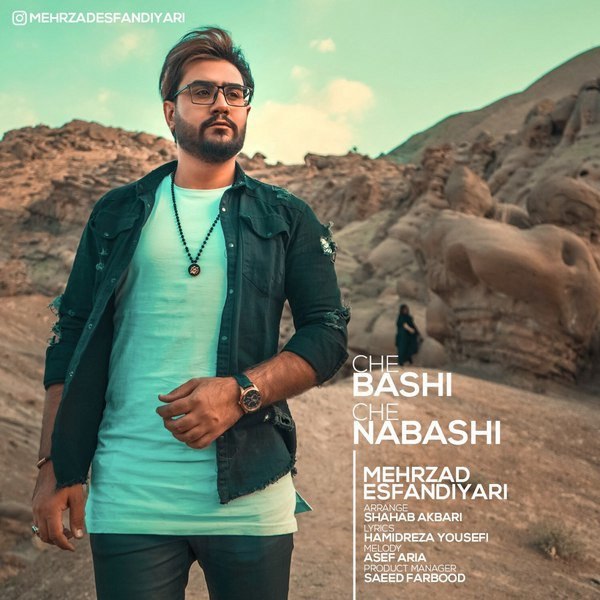 MEHRZADESFANDIYARI
CHE
BASHI
CHE
NABASHI
MEHRZAD
ESFANDIYARI
ARRANGE
SHAHAB AKBARI
LYRICS
HAMIDREZA YOUSEFI
MELODY
ASEF ARIA
PRODUCT MANAGER
SAEED FARBOOD